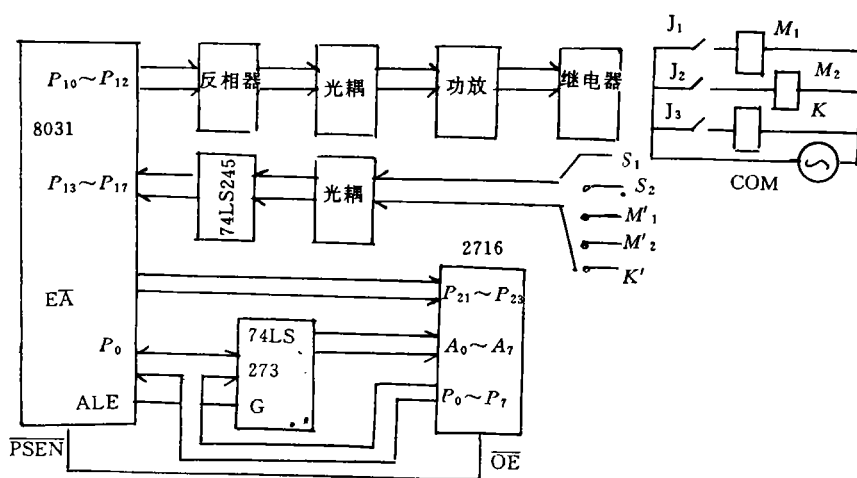 J₁ M₁
P₁₀~P₁₂ 反相器 光耦 功放 继电器
J₂ M₂
K
8031
J₃
S₁
P₁₃~P₁₇ 74LS245 光耦
COM
S₂
M'₁
M'₂
K'
2716
EA̅
P₂₁~P₂₃
P₀ 74LS A₀~A₇
273
ALE G P₀~P₇
P̅S̅E̅N̅ O̅E̅